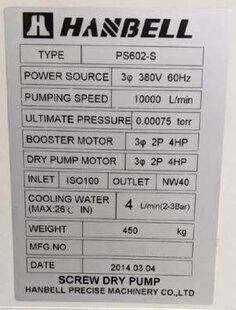 H HANBELL
TYPE PS602-S
POWER SOURCE 3φ 380V 60Hz
PUMPING SPEED 10000 L/min
ULTIMATE PRESSURE 0.00075 torr
BOOSTER MOTOR 3φ 2P 4HP
DRY PUMP MOTOR 3φ 2P 4HP
INLET ISO100 OUTLET NW40
COOLING WATER
(MAX:26℃ IN) 4 L/min(2-3Bar)
WEIGHT 450 kg
MFG.NO.
DATE 2014.03.04
SCREW DRY PUMP
HANBELL PRECISE MACHINERY CO.,LTD